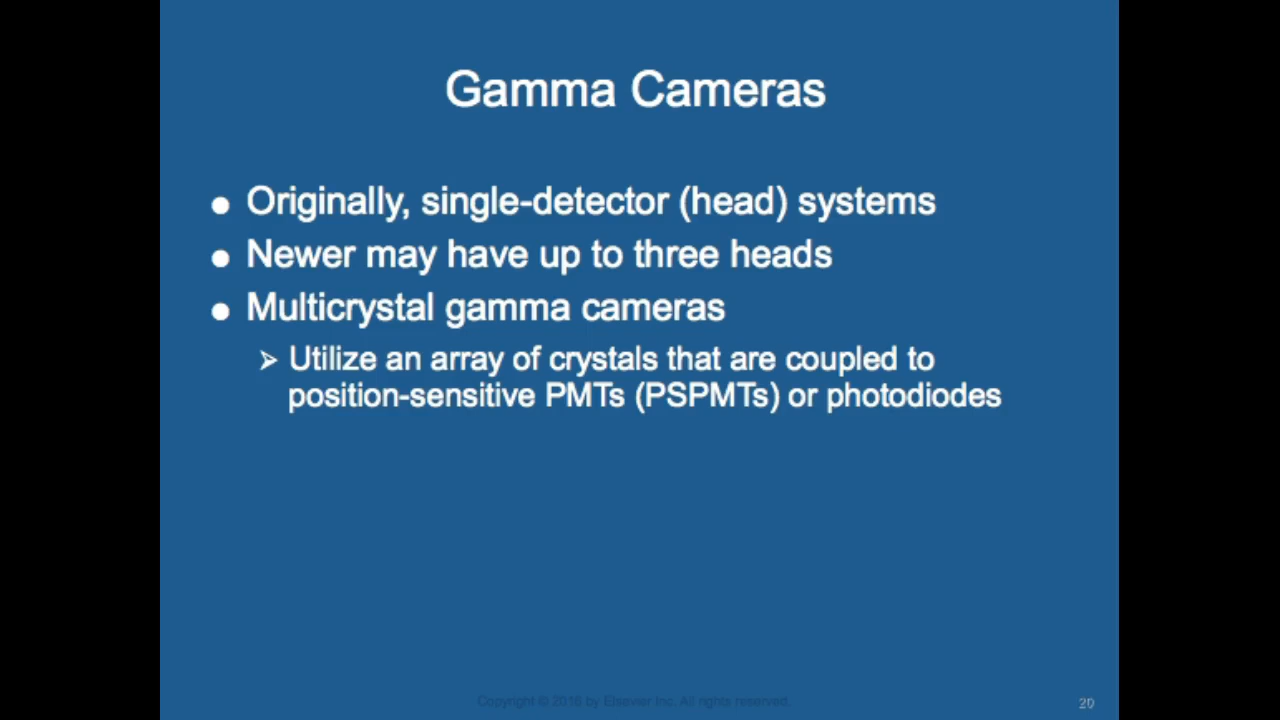 Gamma Cameras
● Originally, single-detector (head) systems
● Newer may have up to three heads
● Multicrystal gamma cameras
➢ Utilize an array of crystals that are coupled to
position-sensitive PMTs (PSPMTs) or photodiodes
Copyright © 2016 by Elsevier Inc. All rights reserved.
20